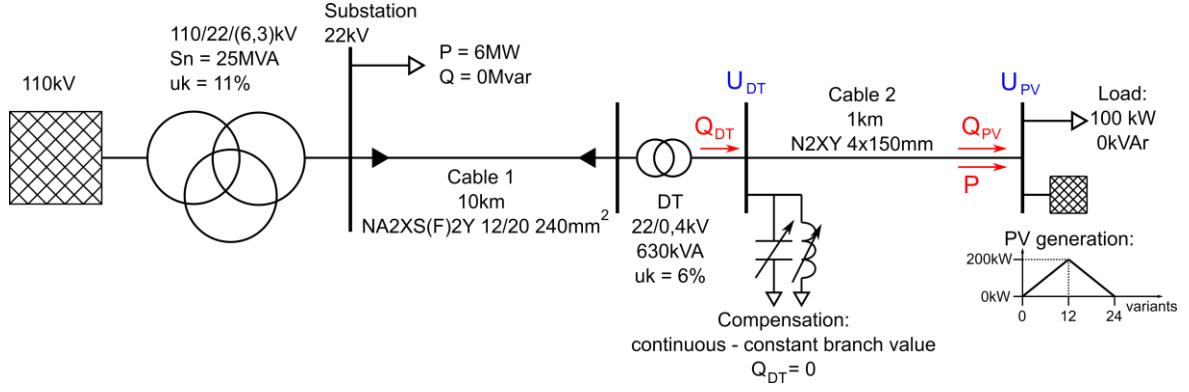 110kV
110/22/(6,3)kV
Sn = 25MVA
uk = 11%
Substation
22kV
P = 6MW
Q = 0Mvar
Cable 1
10km
NA2XS(F)2Y 12/20 240mm²
DT
22/0,4kV
630kVA
uk = 6%
Q_DT
U_DT
Cable 2
1km
N2XY 4x150mm
Q_PV
P
U_PV
Load:
100 kW
0kVAr
Compensation:
continuous - constant branch value
Q_DT = 0
PV generation:
200kW
0kW
0 12 24 variants